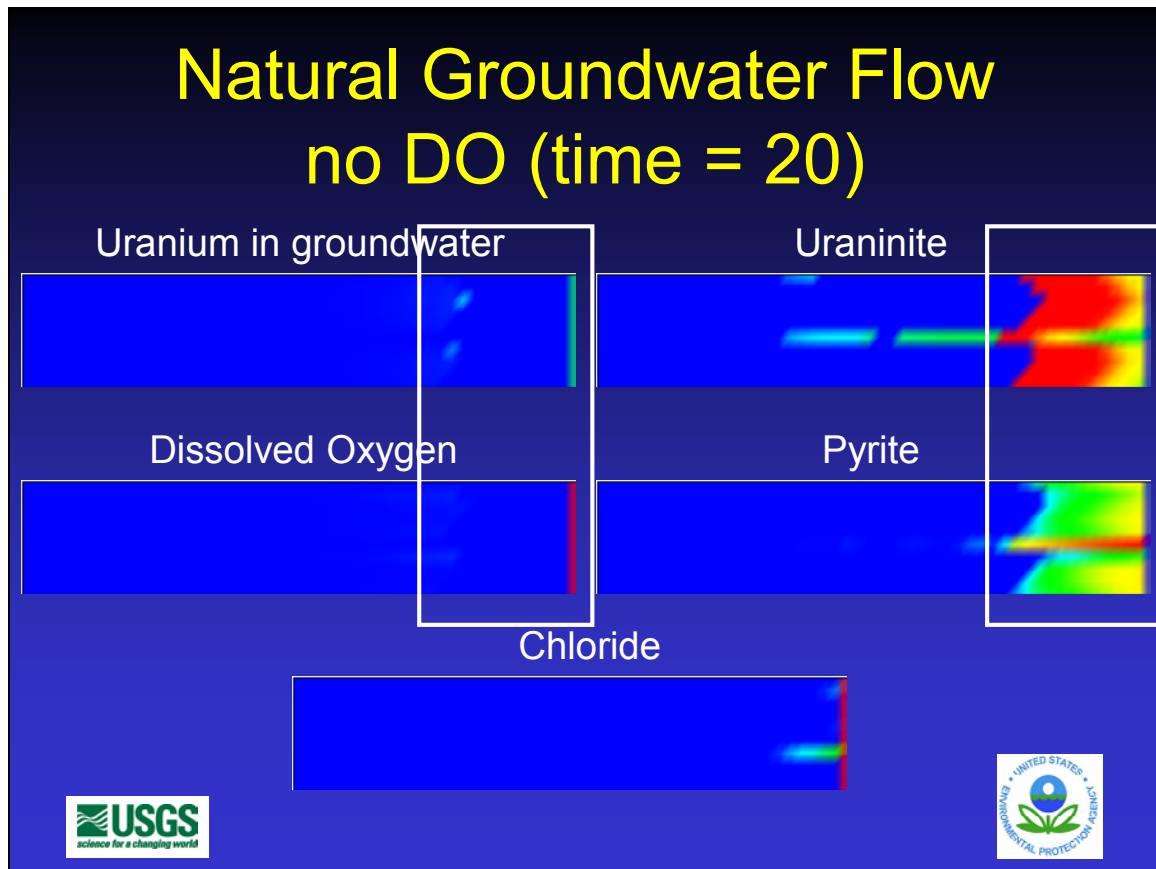 Natural Groundwater Flow
no DO (time = 20)
Uranium in groundwater
Uraninite
Dissolved Oxygen
Pyrite
Chloride
USGS
science for a changing world
UNITED STATES
ENVIRONMENTAL PROTECTION AGENCY